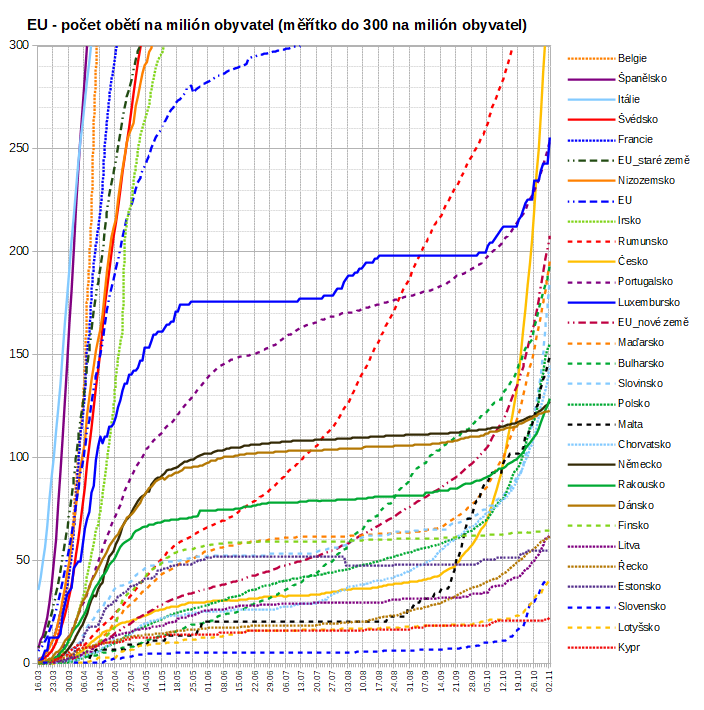 EU - počet obětí na milión obyvatel (měřítko do 300 na milión obyvatel)
300
250
200
150
100
50
0
16.03
23.03
30.03
06.04
13.04
20.04
27.04
04.05
11.05
18.05
25.05
01.06
08.06
15.06
22.06
29.06
06.07
13.07
20.07
27.07
03.08
10.08
17.08
24.08
31.08
07.09
14.09
21.09
28.09
05.10
12.10
19.10
26.10
02.11
Belgie
Španělsko
Itálie
Švédsko
Francie
EU_staré země
Nizozemsko
EU
Irsko
Rumunsko
Česko
Portugalsko
Luxembursko
EU_nové země
Maďarsko
Bulharsko
Slovinsko
Polsko
Malta
Chorvatsko
Německo
Rakousko
Dánsko
Finsko
Litva
Řecko
Estonsko
Slovensko
Lotyšsko
Kypr